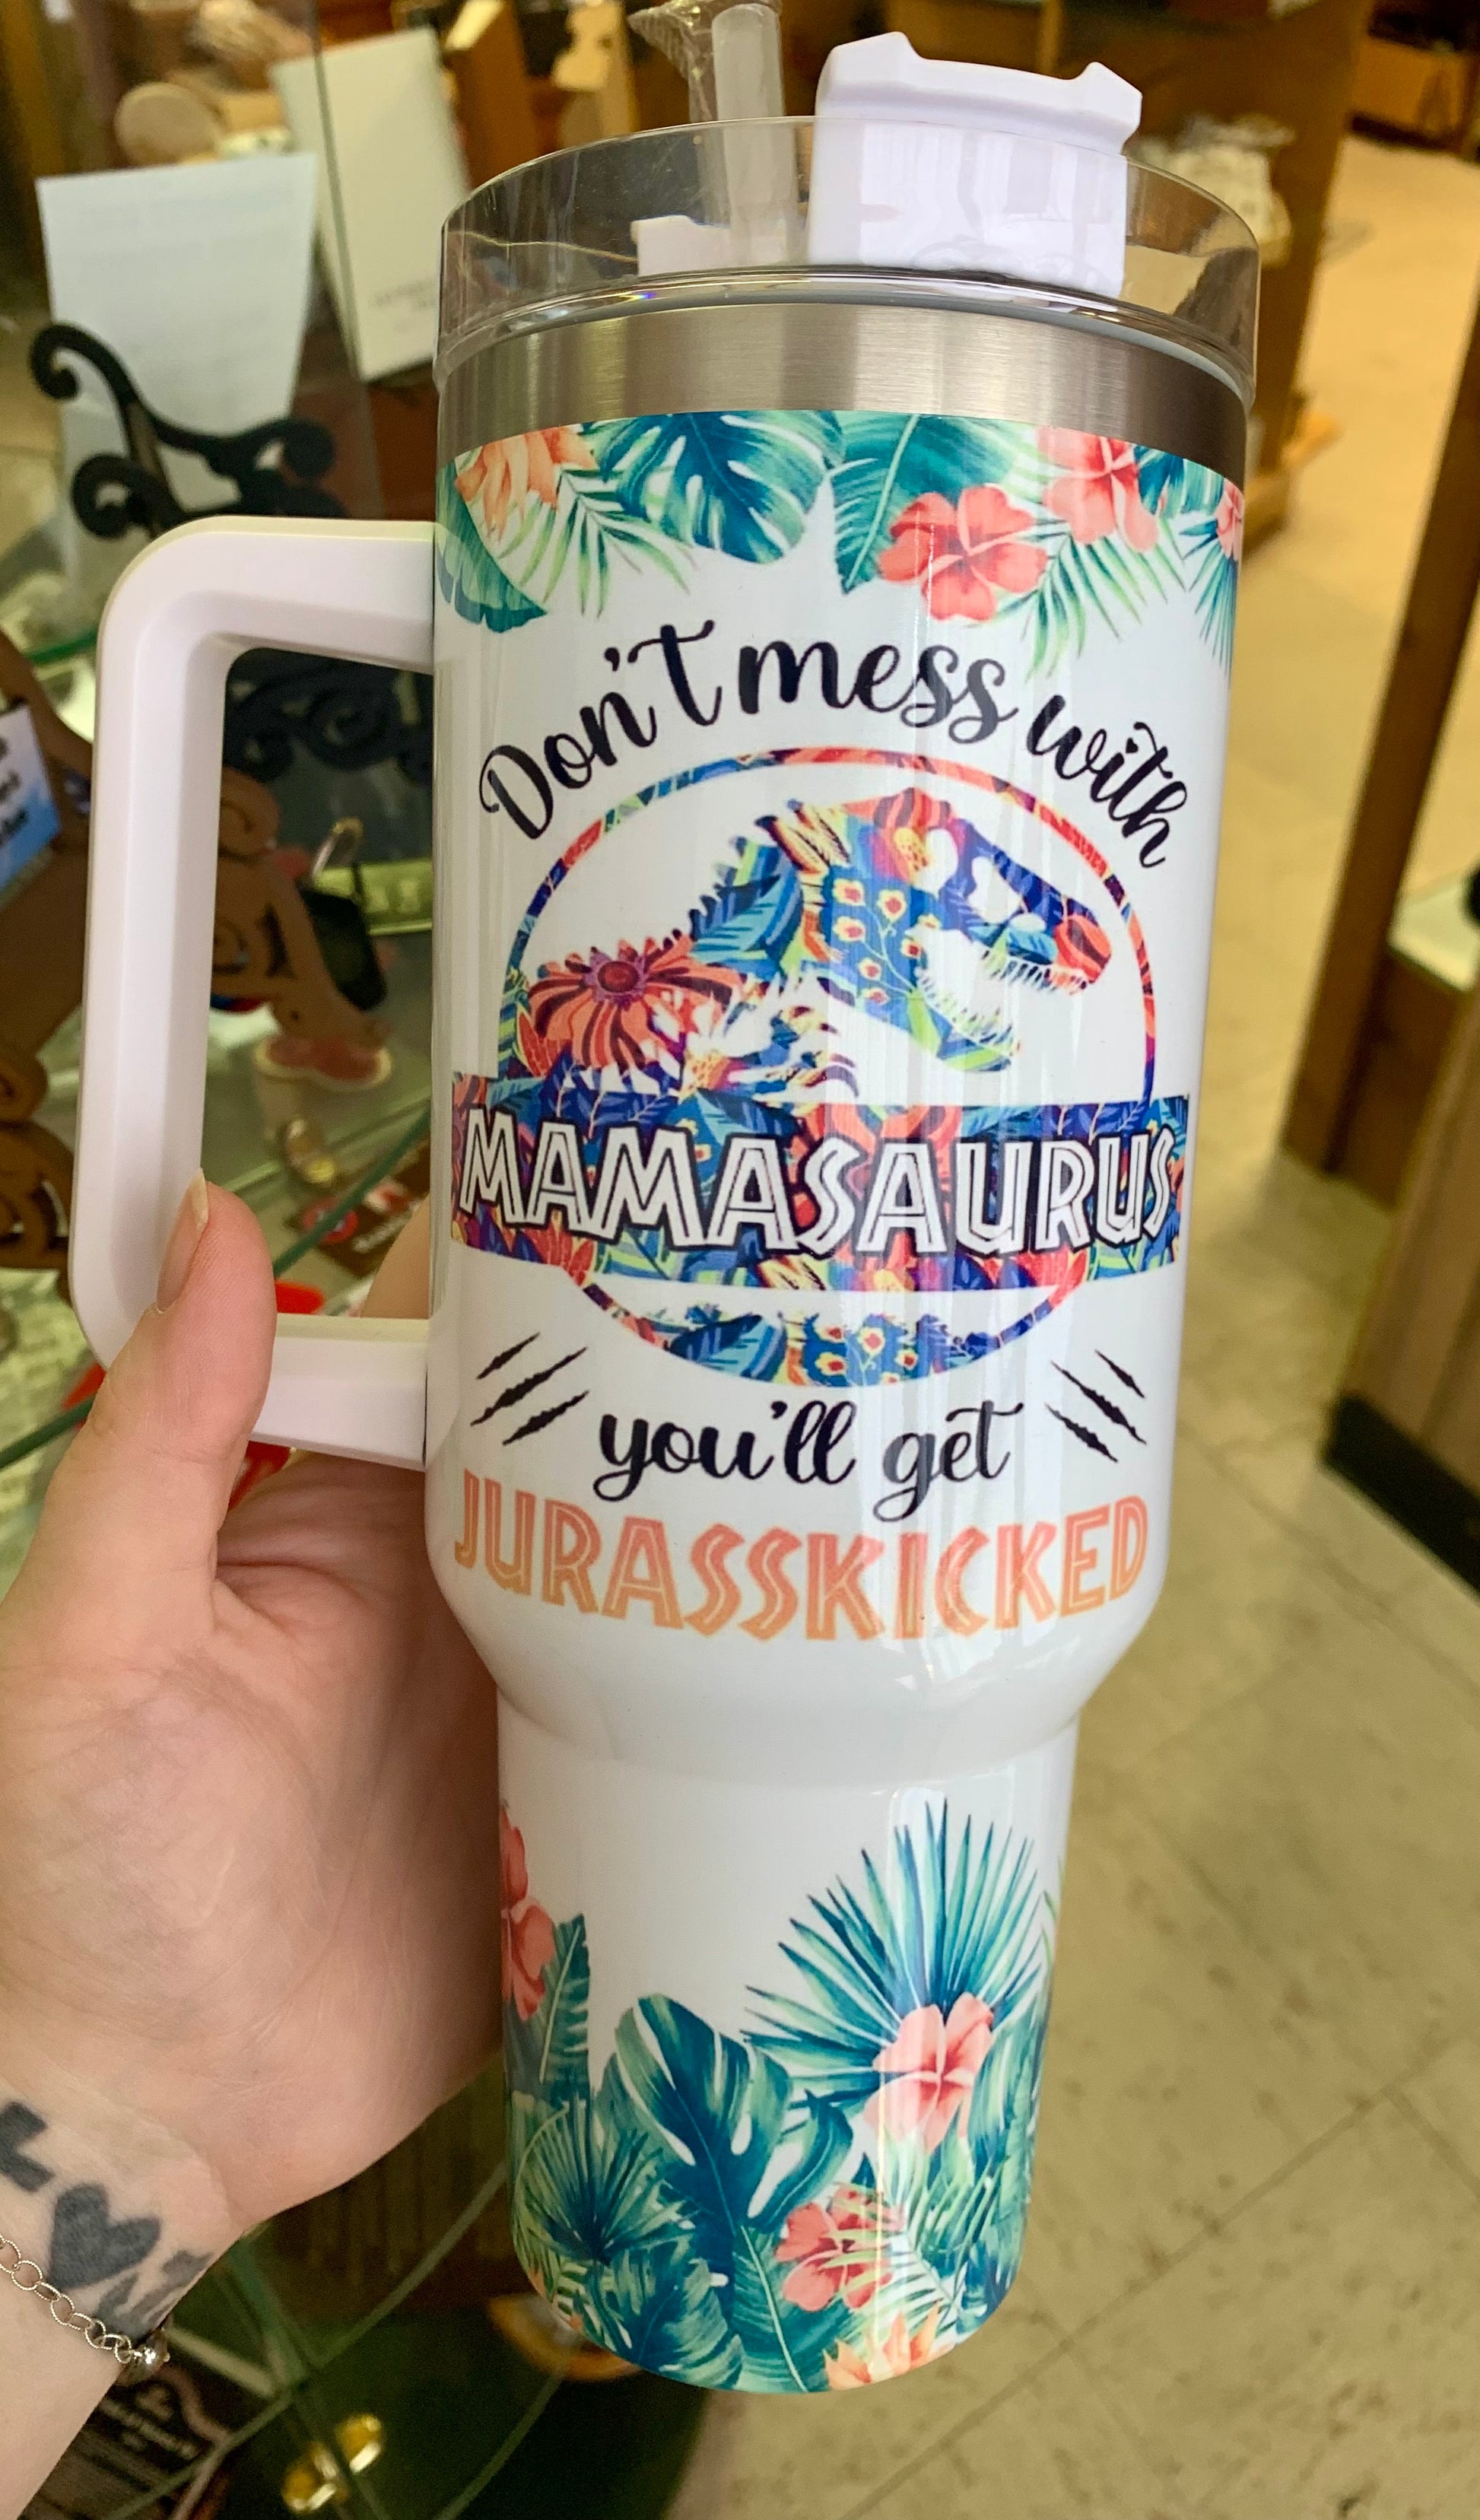 Don't mess with
MAMASAURUS
you'll get
JURASSKICKED